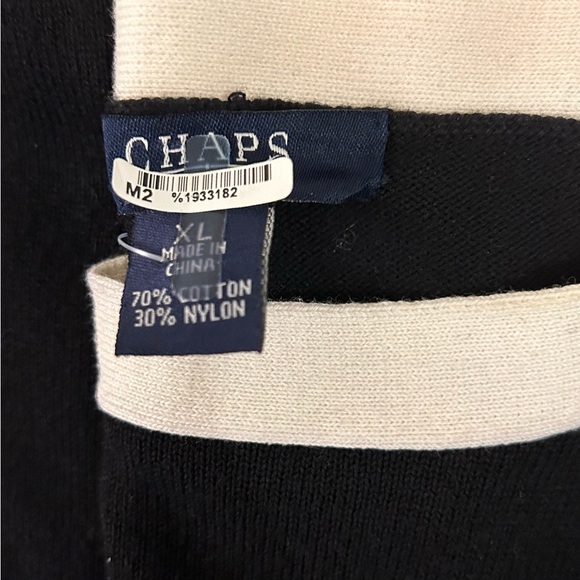 CHAPS
M2 %1933182
XL
MADE IN
CHINA
70% COTTON
30% NYLON